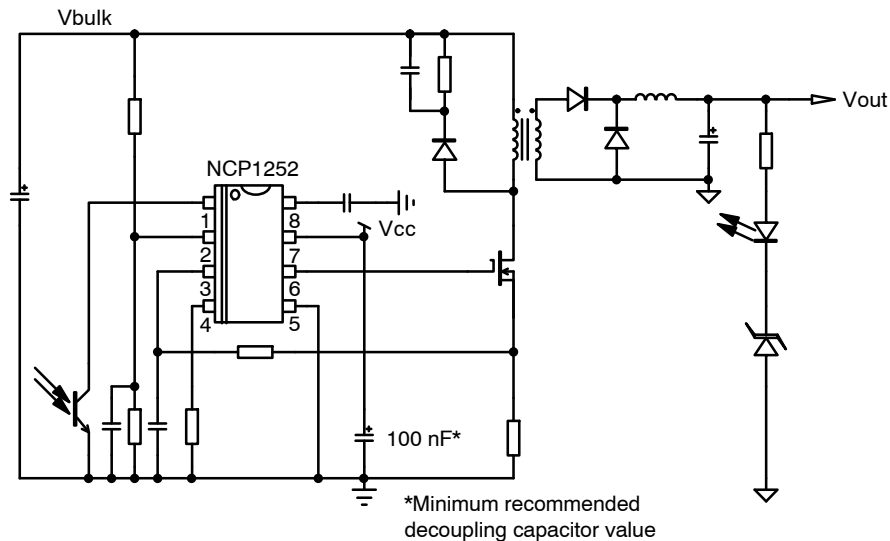 Vbulk
Vout
NCP1252
1
8
Vcc
2
7
3
6
4
5
100 nF*
*Minimum recommended
decoupling capacitor value